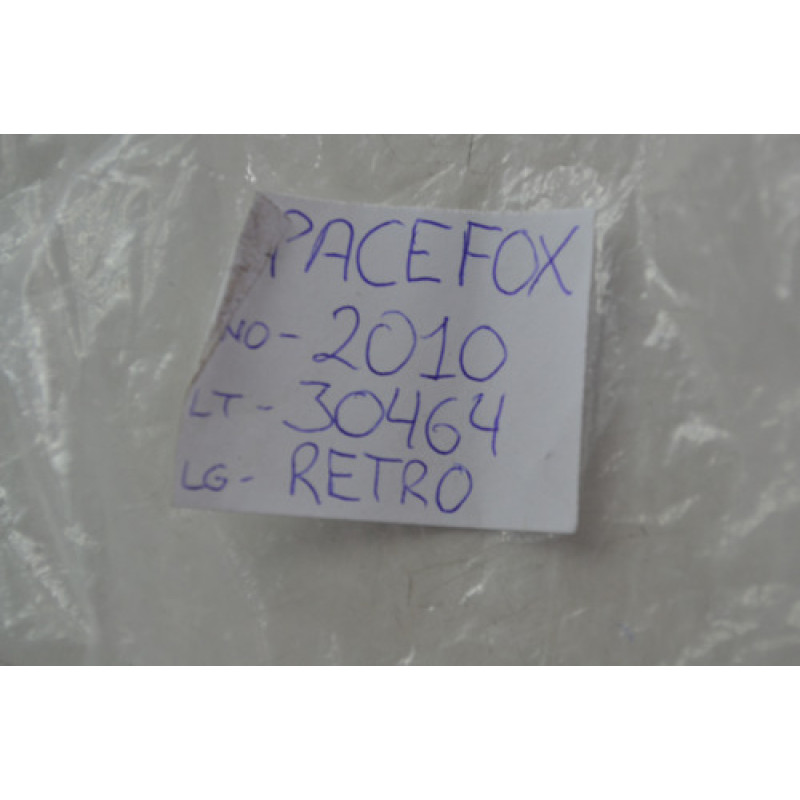 PACEFOX
NO - 2010
LT - 30464
LG - RETRO